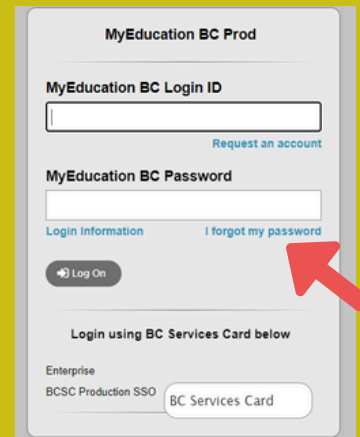 MyEducation BC Prod
MyEducation BC Login ID
Request an account
MyEducation BC Password
Login Information I forgot my password
Log On
Login using BC Services Card below
Enterprise
BCSC Production SSO BC Services Card